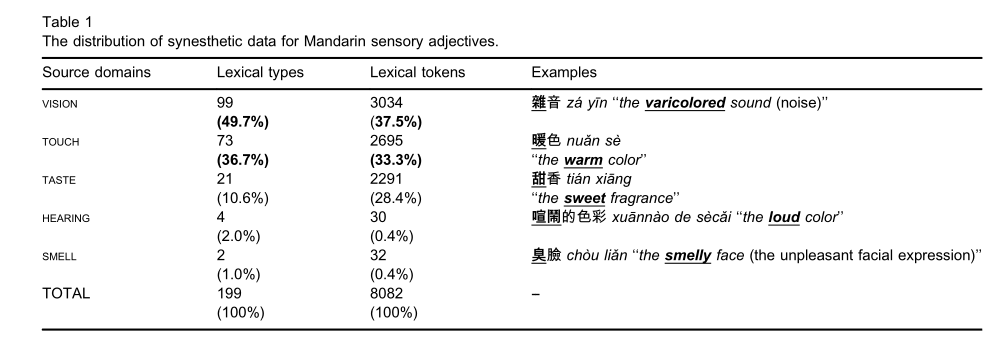 Table 1
The distribution of synesthetic data for Mandarin sensory adjectives.
Source domains Lexical types Lexical tokens Examples
VISION 99 3034 雜音 zá yīn “the varicolored sound (noise)”
(49.7%) (37.5%)
TOUCH 73 2695 暖色 nuǎn sè
(36.7%) (33.3%) “the warm color”
TASTE 21 2291 甜香 tián xiāng
(10.6%) (28.4%) “the sweet fragrance”
HEARING 4 30 喧鬧的色彩 xuānnào de sècǎi “the loud color”
(2.0%) (0.4%)
SMELL 2 32 臭臉 chòu liǎn “the smelly face (the unpleasant facial expression)”
(1.0%) (0.4%)
TOTAL 199 8082 –
(100%) (100%)